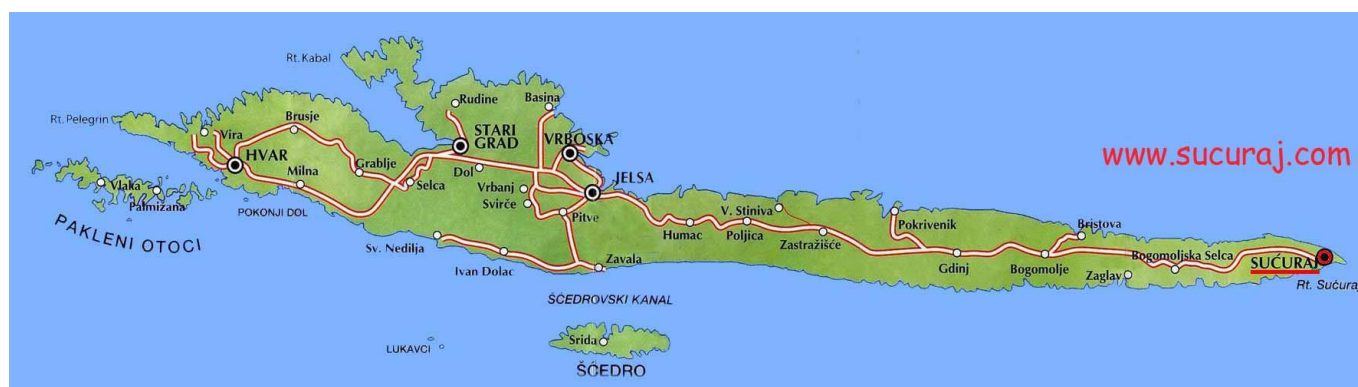 Rt. Kabal
Rudine
Basina
Rt. Pelegrin
Vira
Brusje
STARI
GRAD
VRBOSKA
www.sucuraj.com
HVAR
Grablje
Dol
Milna
Selca
JELSA
Vlaka
Palmižana
Vrbanj
Svirče
POKONJI DOL
Pitve
V. Stiniva
Pokrivenik
Bristova
PAKLENI OTOCI
Humac
Poljica
Zastražišće
Sv. Nedilja
Ivan Dolac
Zavala
Gdinj
Bogomolje
Bogomoljska Selca
Zaglav
SUĆURAJ
Rt. Sućuraj
ŠĆEDROVSKI KANAL
LUKAVCI
Srida
ŠĆEDRO